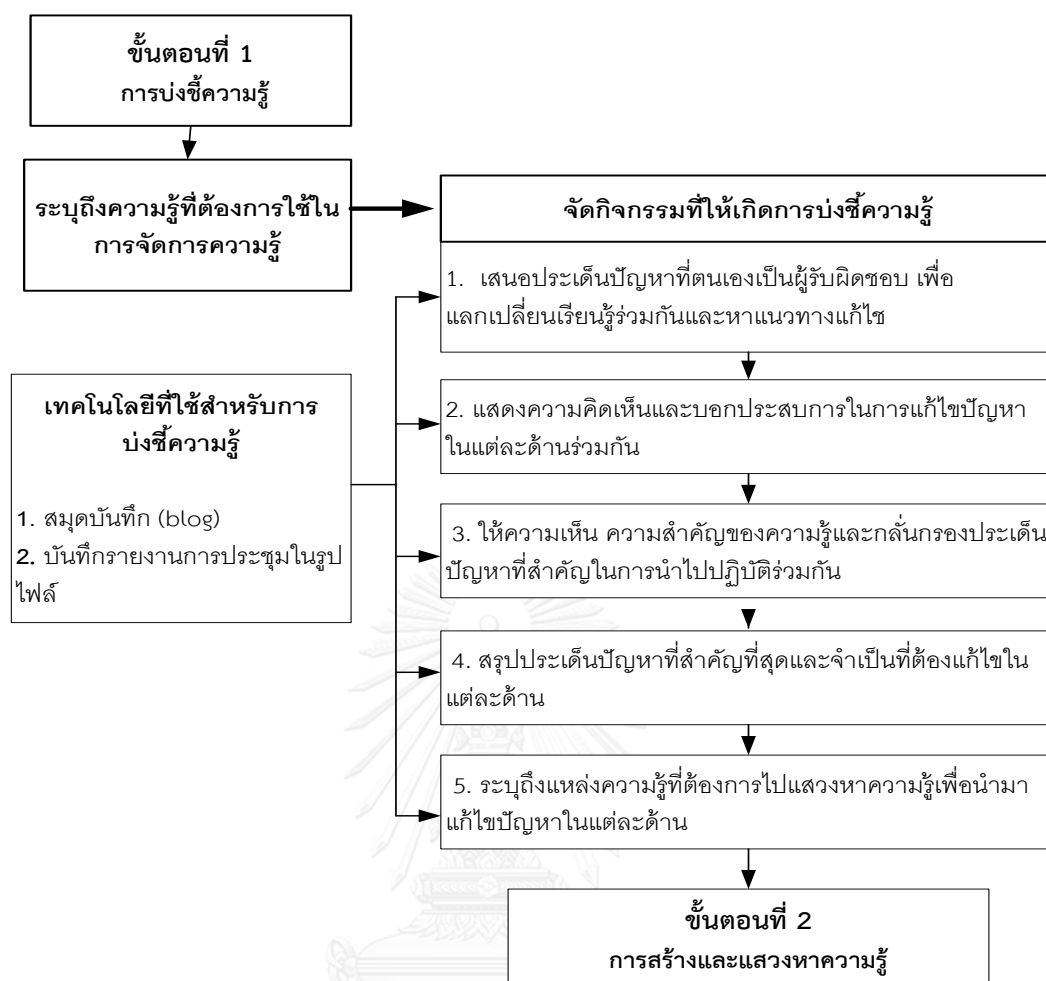 ขั้นตอนที่ 1
การบ่งชี้ความรู้
ระบุถึงความรู้ที่ต้องการใช้ใน
การจัดการความรู้
จัดกิจกรรมที่ให้เกิดการบ่งชี้ความรู้
1. เสนอประเด็นปัญหาที่ตนเองเป็นผู้รับผิดชอบ เพื่อ
แลกเปลี่ยนเรียนรู้ร่วมกันและหาแนวทางแก้ไช
เทคโนโลยีที่ใช้สำหรับการ
บ่งชี้ความรู้
1. สมุดบันทึก (blog)
2. บันทึกรายงานการประชุมในรูป
ไฟล์
2. แสดงความคิดเห็นและบอกประสบการในการแก้ไขปัญหา
ในแต่ละด้านร่วมกัน
3. ให้ความเห็น ความสำคัญของความรู้และกลั่นกรองประเด็น
ปัญหาที่สำคัญในการนำไปปฏิบัติร่วมกัน
4. สรุปประเด็นปัญหาที่สำคัญที่สุดและจำเป็นที่ต้องแก้ไขใน
แต่ละด้าน
5. ระบุถึงแหล่งความรู้ที่ต้องการไปแสวงหาความรู้เพื่อนำมา
แก้ไขปัญหาในแต่ละด้าน
ขั้นตอนที่ 2
การสร้างและแสวงหาความรู้